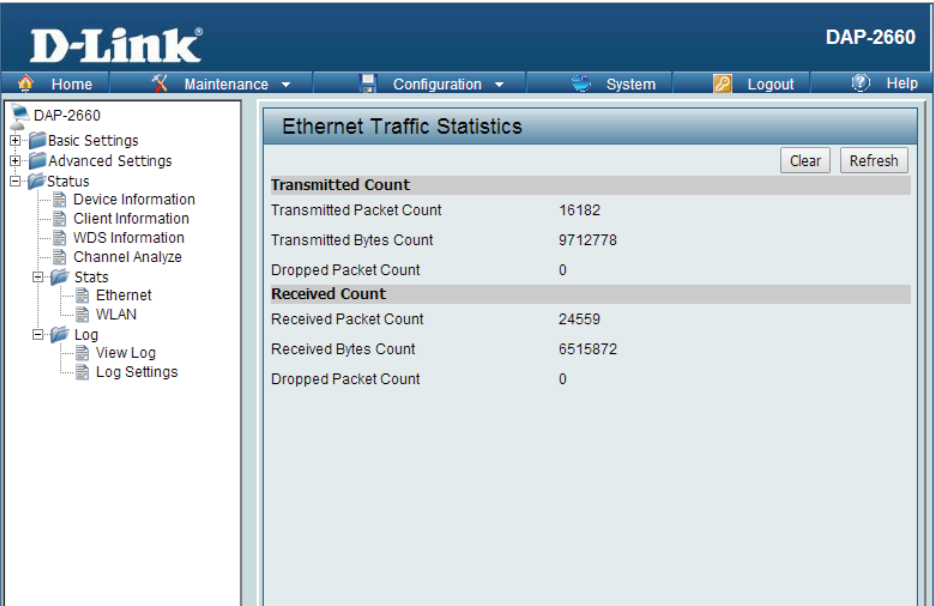 D-Link®
DAP-2660
Home Maintenance Configuration System Logout Help
DAP-2660
Basic Settings
Advanced Settings
Status
Device Information
Client Information
WDS Information
Channel Analyze
Stats
Ethernet
WLAN
Log
View Log
Log Settings
Ethernet Traffic Statistics
Clear Refresh
Transmitted Count
Transmitted Packet Count 16182
Transmitted Bytes Count 9712778
Dropped Packet Count 0
Received Count
Received Packet Count 24559
Received Bytes Count 6515872
Dropped Packet Count 0